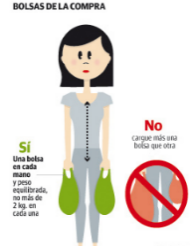 BOLSAS DE LA COMPRA
No
cargue más una
bolsa que otra
Sí
Una bolsa
en cada
mano
y peso
equilibrado,
no más de
2 kg. en
cada una